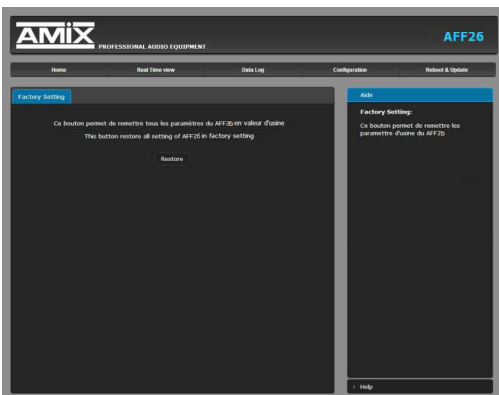 AMiX PROFESSIONAL AUDIO EQUIPMENT
AFF26
Home Real Time view Data Log Configuration Reboot & Update
Factory Setting
Ce bouton permet de remettre tous les paramètres du AFF26 en valeur d'usine
This button restore all setting of AFF26 in factory setting
Restore
Aide
Factory Setting:
Ce bouton permet de remettre les
paramettre d'usine du AFF26
Help